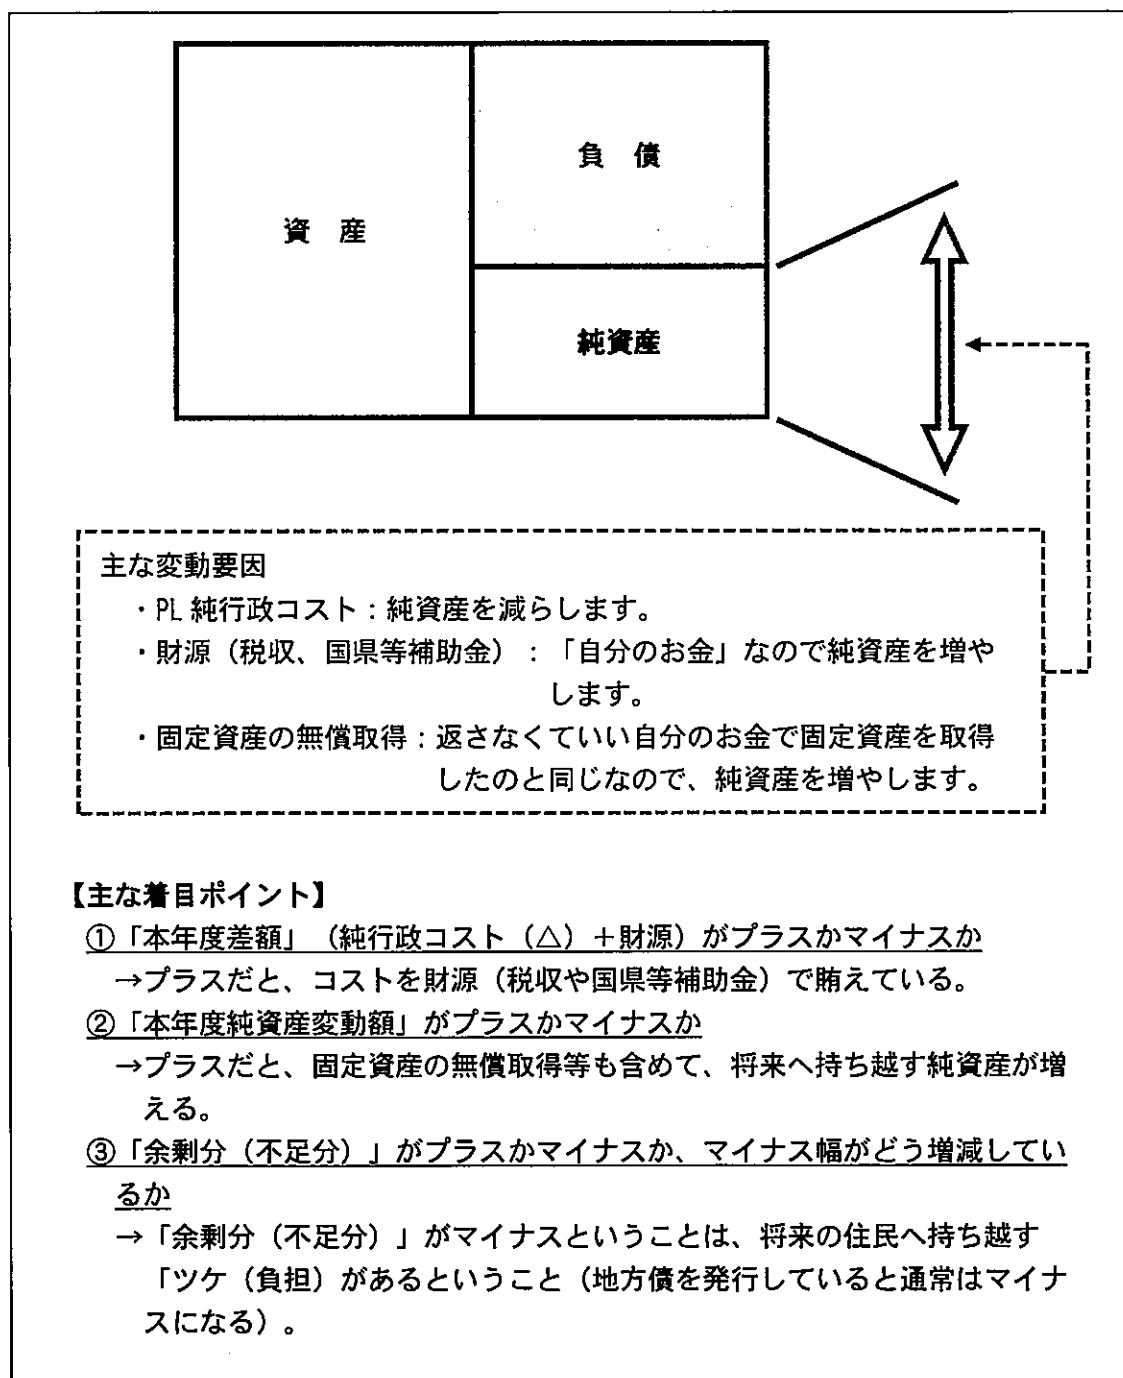 資　産
負　債
純資産
主な変動要因
・PL 純行政コスト：純資産を減らします。
・財源（税収、国県等補助金）：「自分のお金」なので純資産を増や
します。
・固定資産の無償取得：返さなくていい自分のお金で固定資産を取得
したのと同じなので、純資産を増やします。
【主な着目ポイント】
①「本年度差額」（純行政コスト（△）＋財源）がプラスかマイナスか
→プラスだと、コストを財源（税収や国県等補助金）で賄えている。
②「本年度純資産変動額」がプラスかマイナスか
→プラスだと、固定資産の無償取得等も含めて、将来へ持ち越す純資産が増
える。
③「余剰分（不足分）」がプラスかマイナスか、マイナス幅がどう増減してい
るか
→「余剰分（不足分）」がマイナスということは、将来の住民へ持ち越す
「ツケ（負担）があるということ（地方債を発行していると通常はマイナ
スになる）。